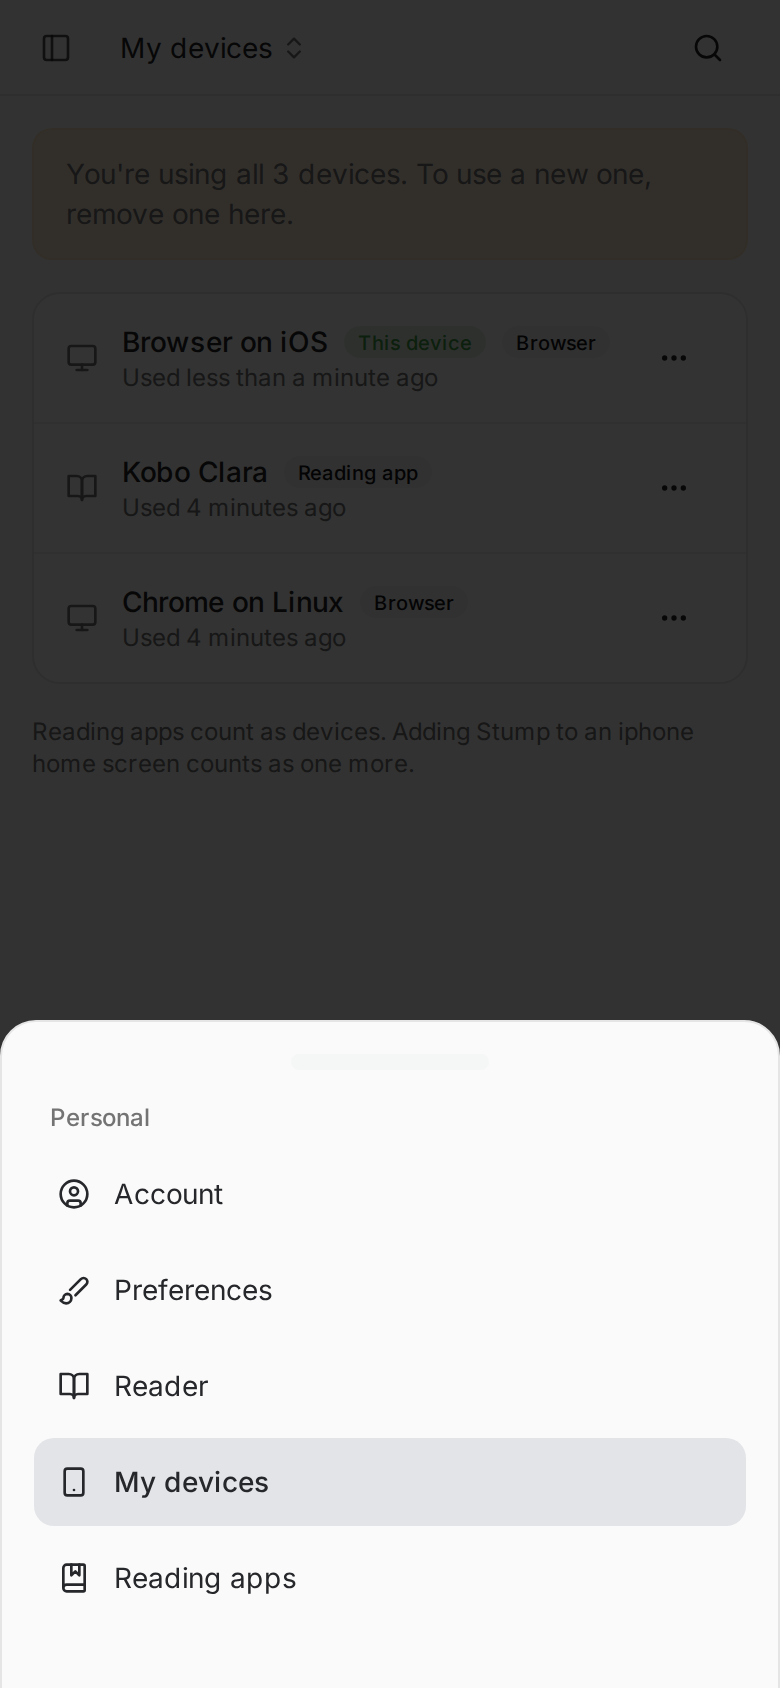 My devices
You're using all 3 devices. To use a new one,
remove one here.
Browser on iOS This device Browser
Used less than a minute ago
Kobo Clara Reading app
Used 4 minutes ago
Chrome on Linux Browser
Used 4 minutes ago
Reading apps count as devices. Adding Stump to an iphone
home screen counts as one more.
Personal
Account
Preferences
Reader
My devices
Reading apps